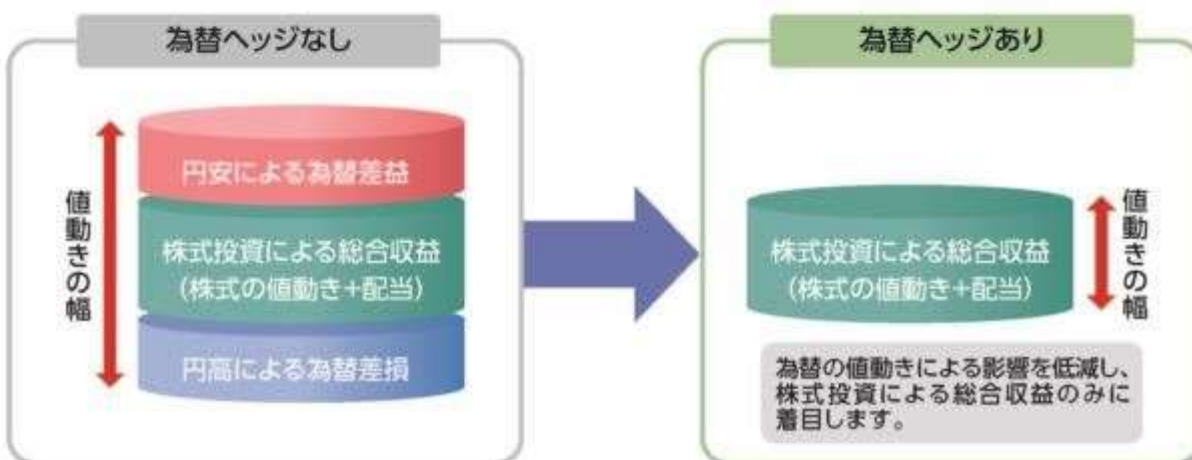 為替ヘッジなし
値動きの幅
円安による為替差益
株式投資による総合収益
(株式の値動き+配当)
円高による為替差損
為替ヘッジあり
株式投資による総合収益
(株式の値動き+配当)
値動きの幅
為替の値動きによる影響を低減し、
株式投資による総合収益のみに
着目します。